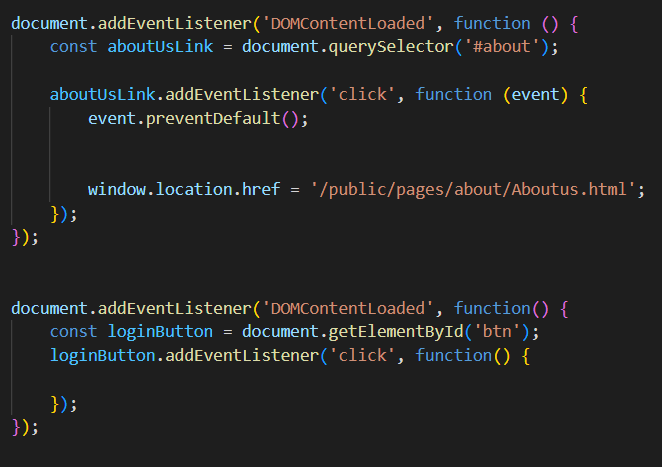 document.addEventListener('DOMContentLoaded', function () {
    const aboutUsLink = document.querySelector('#about');
    aboutUsLink.addEventListener('click', function (event) {
        event.preventDefault();
        window.location.href = '/public/pages/about/Aboutus.html';
    });
});
document.addEventListener('DOMContentLoaded', function() {
    const loginButton = document.getElementById('btn');
    loginButton.addEventListener('click', function() {
    });
});